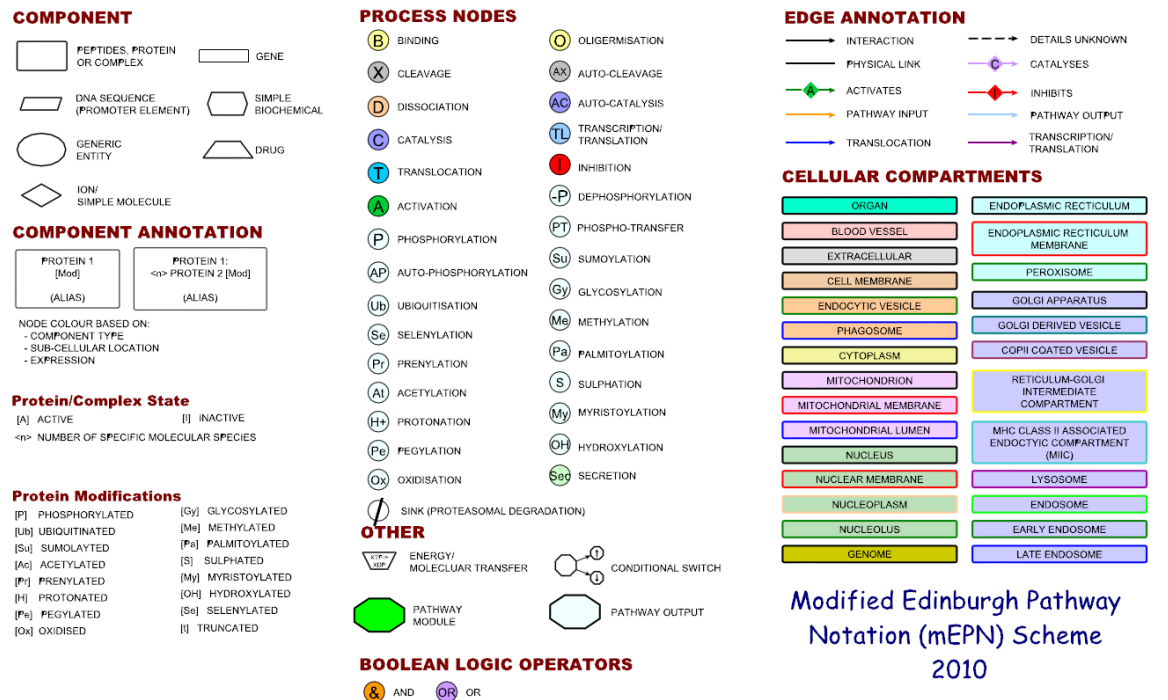 COMPONENT
PEPTIDES, PROTEIN
OR COMPLEX
GENE
DNA SEQUENCE
(PROMOTER ELEMENT)
SIMPLE
BIOCHEMICAL
GENERIC
ENTITY
DRUG
ION/
SIMPLE MOLECULE
COMPONENT ANNOTATION
PROTEIN 1
[Mod]
(ALIAS)
PROTEIN 1:
<n> PROTEIN 2 [Mod]
(ALIAS)
NODE COLOUR BASED ON:
- COMPONENT TYPE
- SUB-CELLULAR LOCATION
- EXPRESSION
Protein/Complex State
[A] ACTIVE
[I] INACTIVE
<n> NUMBER OF SPECIFIC MOLECULAR SPECIES
Protein Modifications
[P] PHOSPHORYLATED
[Ub] UBIQUITINATED
[Su] SUMOLAYTED
[Ac] ACETYLATED
[Pr] PRENYLATED
[H] PROTONATED
[Pe] PEGYLATED
[Ox] OXIDISED
[Gy] GLYCOSYLATED
[Me] METHYLATED
[Pa] PALMITOYLATED
[S] SULPHATED
[My] MYRISTOYLATED
[OH] HYDROXYLATED
[Se] SELENYLATED
[t] TRUNCATED
PROCESS NODES
B BINDING
X CLEAVAGE
D DISSOCIATION
C CATALYSIS
T TRANSLOCATION
A ACTIVATION
P PHOSPHORYLATION
AP AUTO-PHOSPHORYLATION
Ub UBIQUITISATION
Se SELENYLATION
Pr PRENYLATION
At ACETYLATION
H+ PROTONATION
Pe PEGYLATION
Ox OXIDISATION
SINK (PROTEASOMAL DEGRADATION)
O OLIGERMISATION
AX AUTO-CLEAVAGE
AC AUTO-CATALYSIS
TL TRANSCRIPTION/
TRANSLATION
I INHIBITION
-P DEPHOSPHORYLATION
PT PHOSPHO-TRANSFER
Su SUMOYLATION
Gy GLYCOSYLATION
Me METHYLATION
Pa PALMITOYLATION
S SULPHATION
My MYRISTOYLATION
OH HYDROXYLATION
Sec SECRETION
OTHER
XTP->
XDP
ENERGY/
MOLECLUAR TRANSFER
CONDITIONAL SWITCH
PATHWAY
MODULE
PATHWAY OUTPUT
BOOLEAN LOGIC OPERATORS
& AND
OR OR
EDGE ANNOTATION
INTERACTION
DETAILS UNKNOWN
PHYSICAL LINK
C CATALYSES
A ACTIVATES
I INHIBITS
PATHWAY INPUT
PATHWAY OUTPUT
TRANSLOCATION
TRANSCRIPTION/
TRANSLATION
CELLULAR COMPARTMENTS
ORGAN
BLOOD VESSEL
EXTRACELLULAR
CELL MEMBRANE
ENDOCYTIC VESICLE
PHAGOSOME
CYTOPLASM
MITOCHONDRION
MITOCHONDRIAL MEMBRANE
MITOCHONDRIAL LUMEN
NUCLEUS
NUCLEAR MEMBRANE
NUCLEOPLASM
NUCLEOLUS
GENOME
ENDOPLASMIC RECTICULUM
ENDOPLASMIC RECTICULUM
MEMBRANE
PEROXISOME
GOLGI APPARATUS
GOLGI DERIVED VESICLE
COPII COATED VESICLE
RETICULUM-GOLGI
INTERMEDIATE
COMPARTMENT
MHC CLASS II ASSOCIATED
ENDOCTYIC COMPARTMENT
(MIIC)
LYSOSOME
ENDOSOME
EARLY ENDOSOME
LATE ENDOSOME
Modified Edinburgh Pathway
Notation (mEPN) Scheme
2010